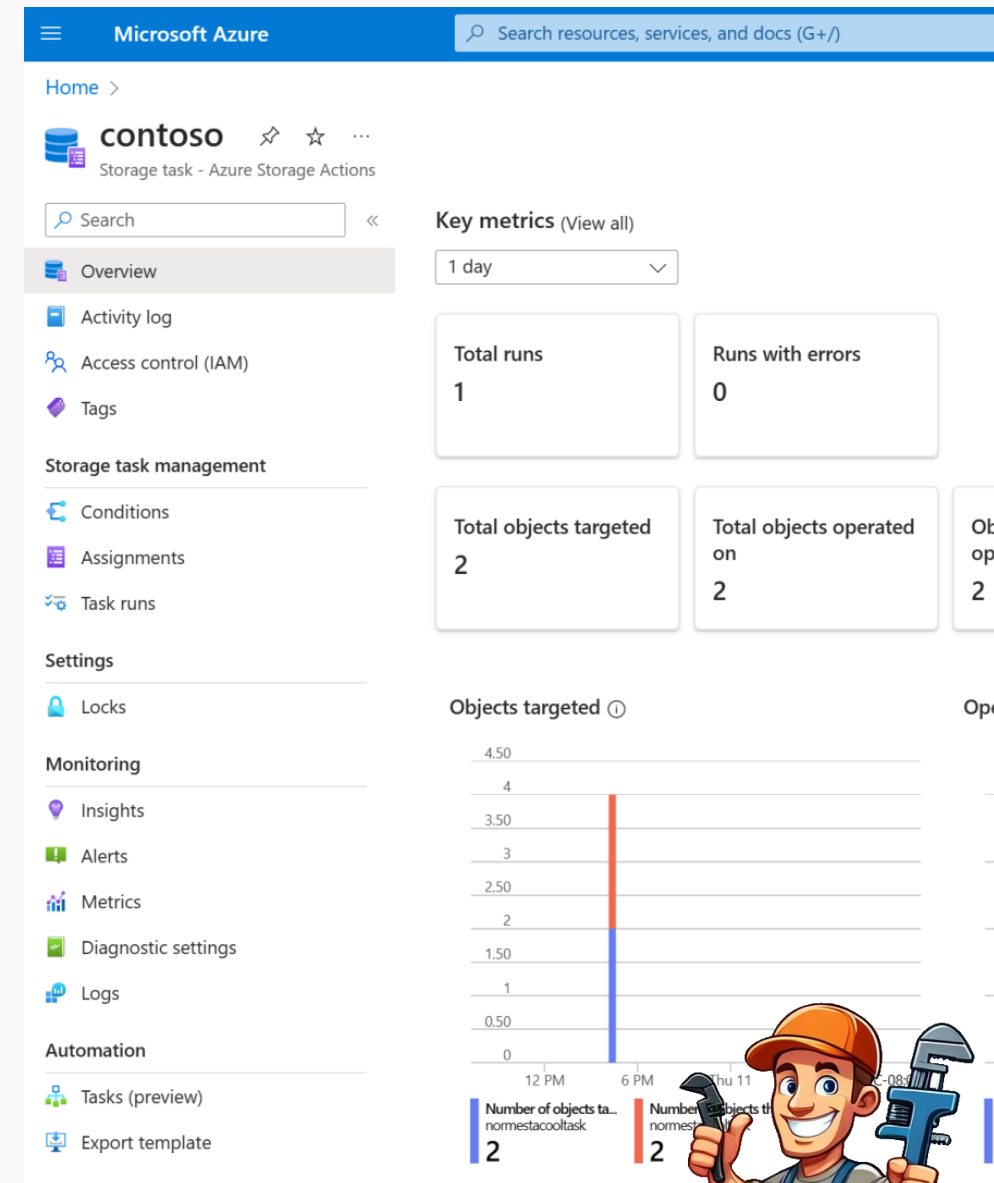 Microsoft Azure
Search resources, services, and docs (G+/)
Home >
contoso
Storage task - Azure Storage Actions
Search
Overview
Activity log
Access control (IAM)
Tags
Storage task management
Conditions
Assignments
Task runs
Settings
Locks
Monitoring
Insights
Alerts
Metrics
Diagnostic settings
Logs
Automation
Tasks (preview)
Export template
Key metrics (View all)
1 day
Total runs
1
Runs with errors
0
Total objects targeted
2
Total objects operated
on
2
2
Objects targeted
4.50
4
3.50
3
2.50
2
1.50
1
0.50
0
12 PM
6 PM
Thu 11
Number of objects ta...
normestacooltask
2
2